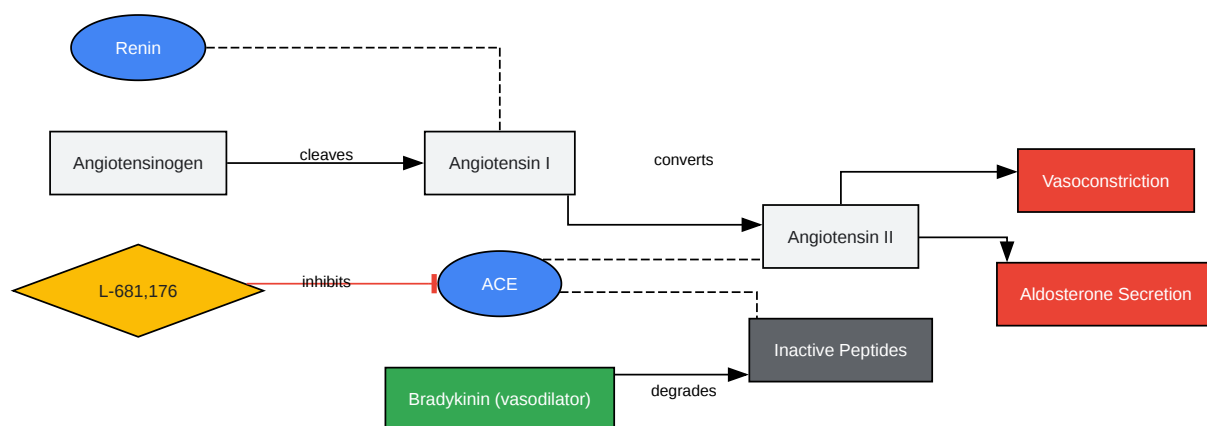 Renin
Angiotensinogen
cleaves
Angiotensin I
converts
Vasoconstriction
Angiotensin II
L-681,176
inhibits
ACE
Aldosterone Secretion
Inactive Peptides
Bradykinin (vasodilator)
degrades